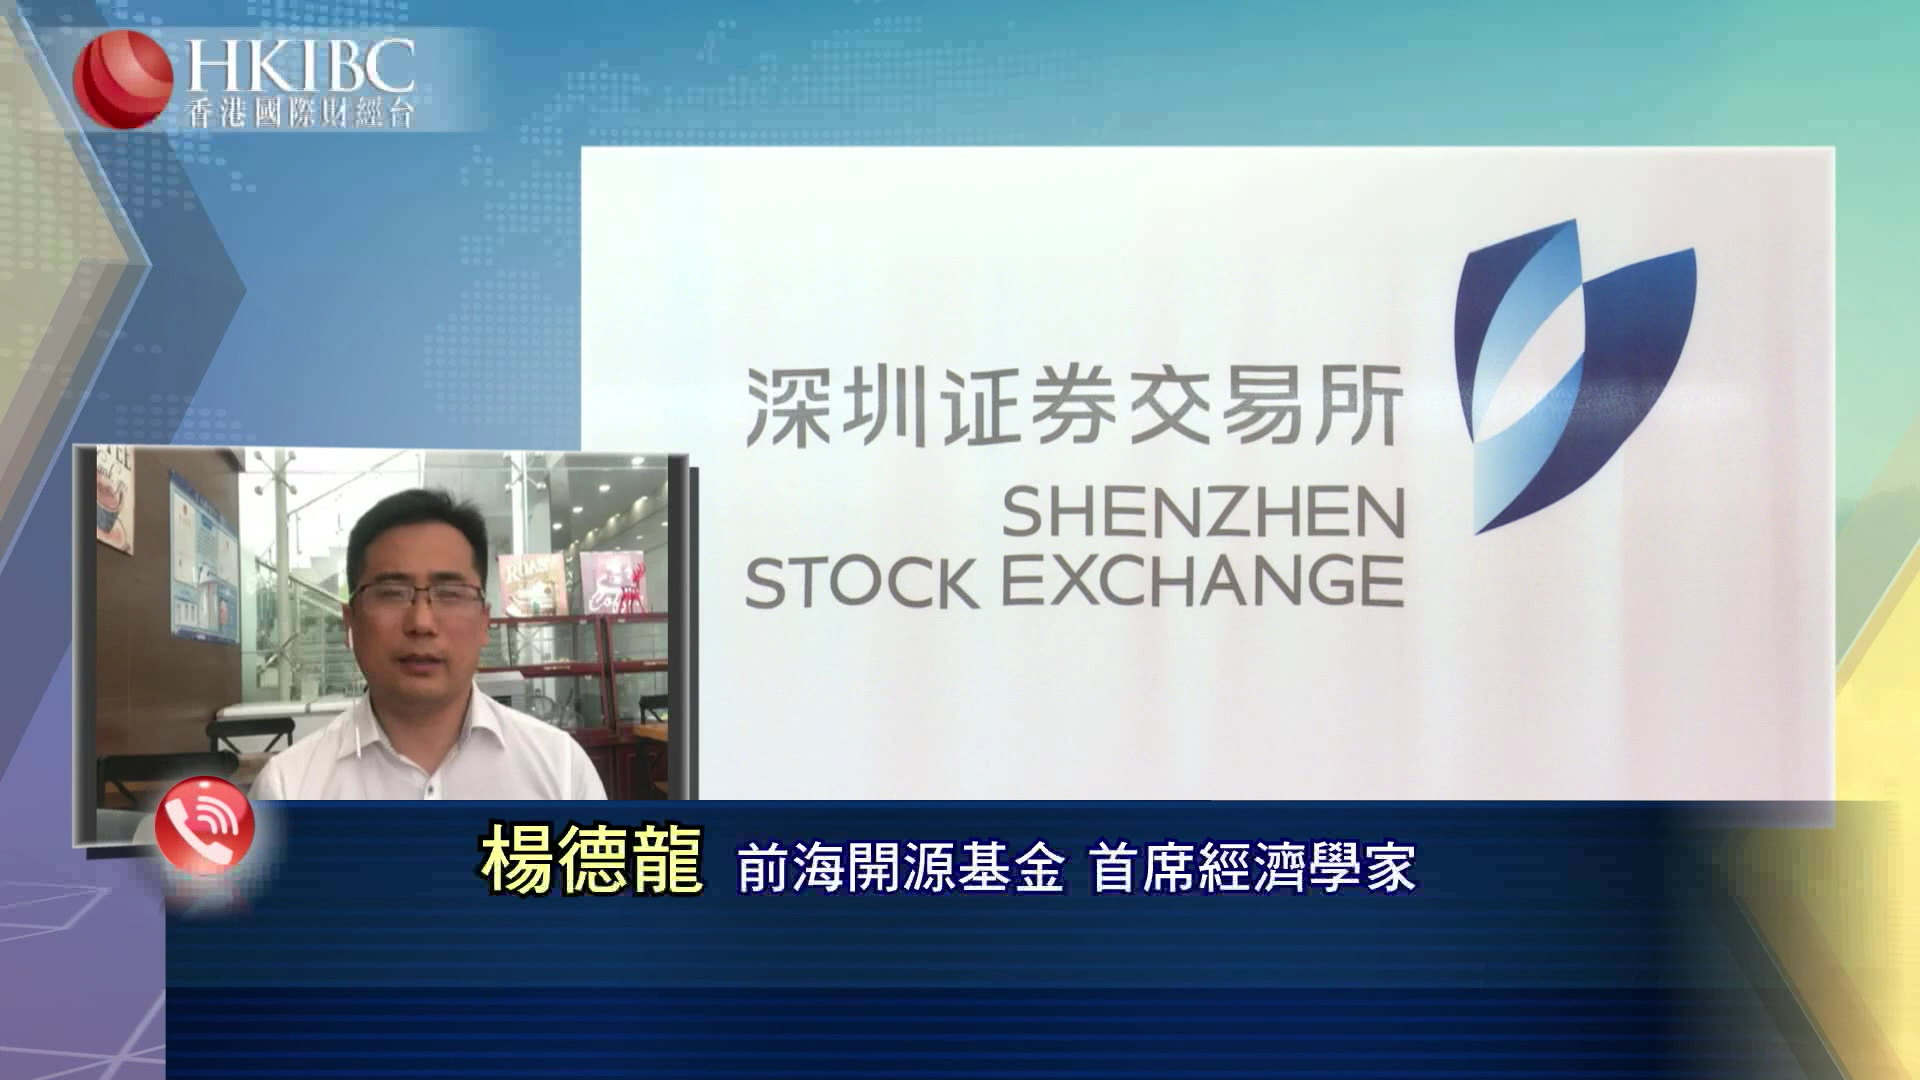 HKIBC
香港國際財經台
深圳证券交易所
SHENZHEN
STOCK EXCHANGE
ROAST
楊德龍 前海開源基金 首席經濟學家